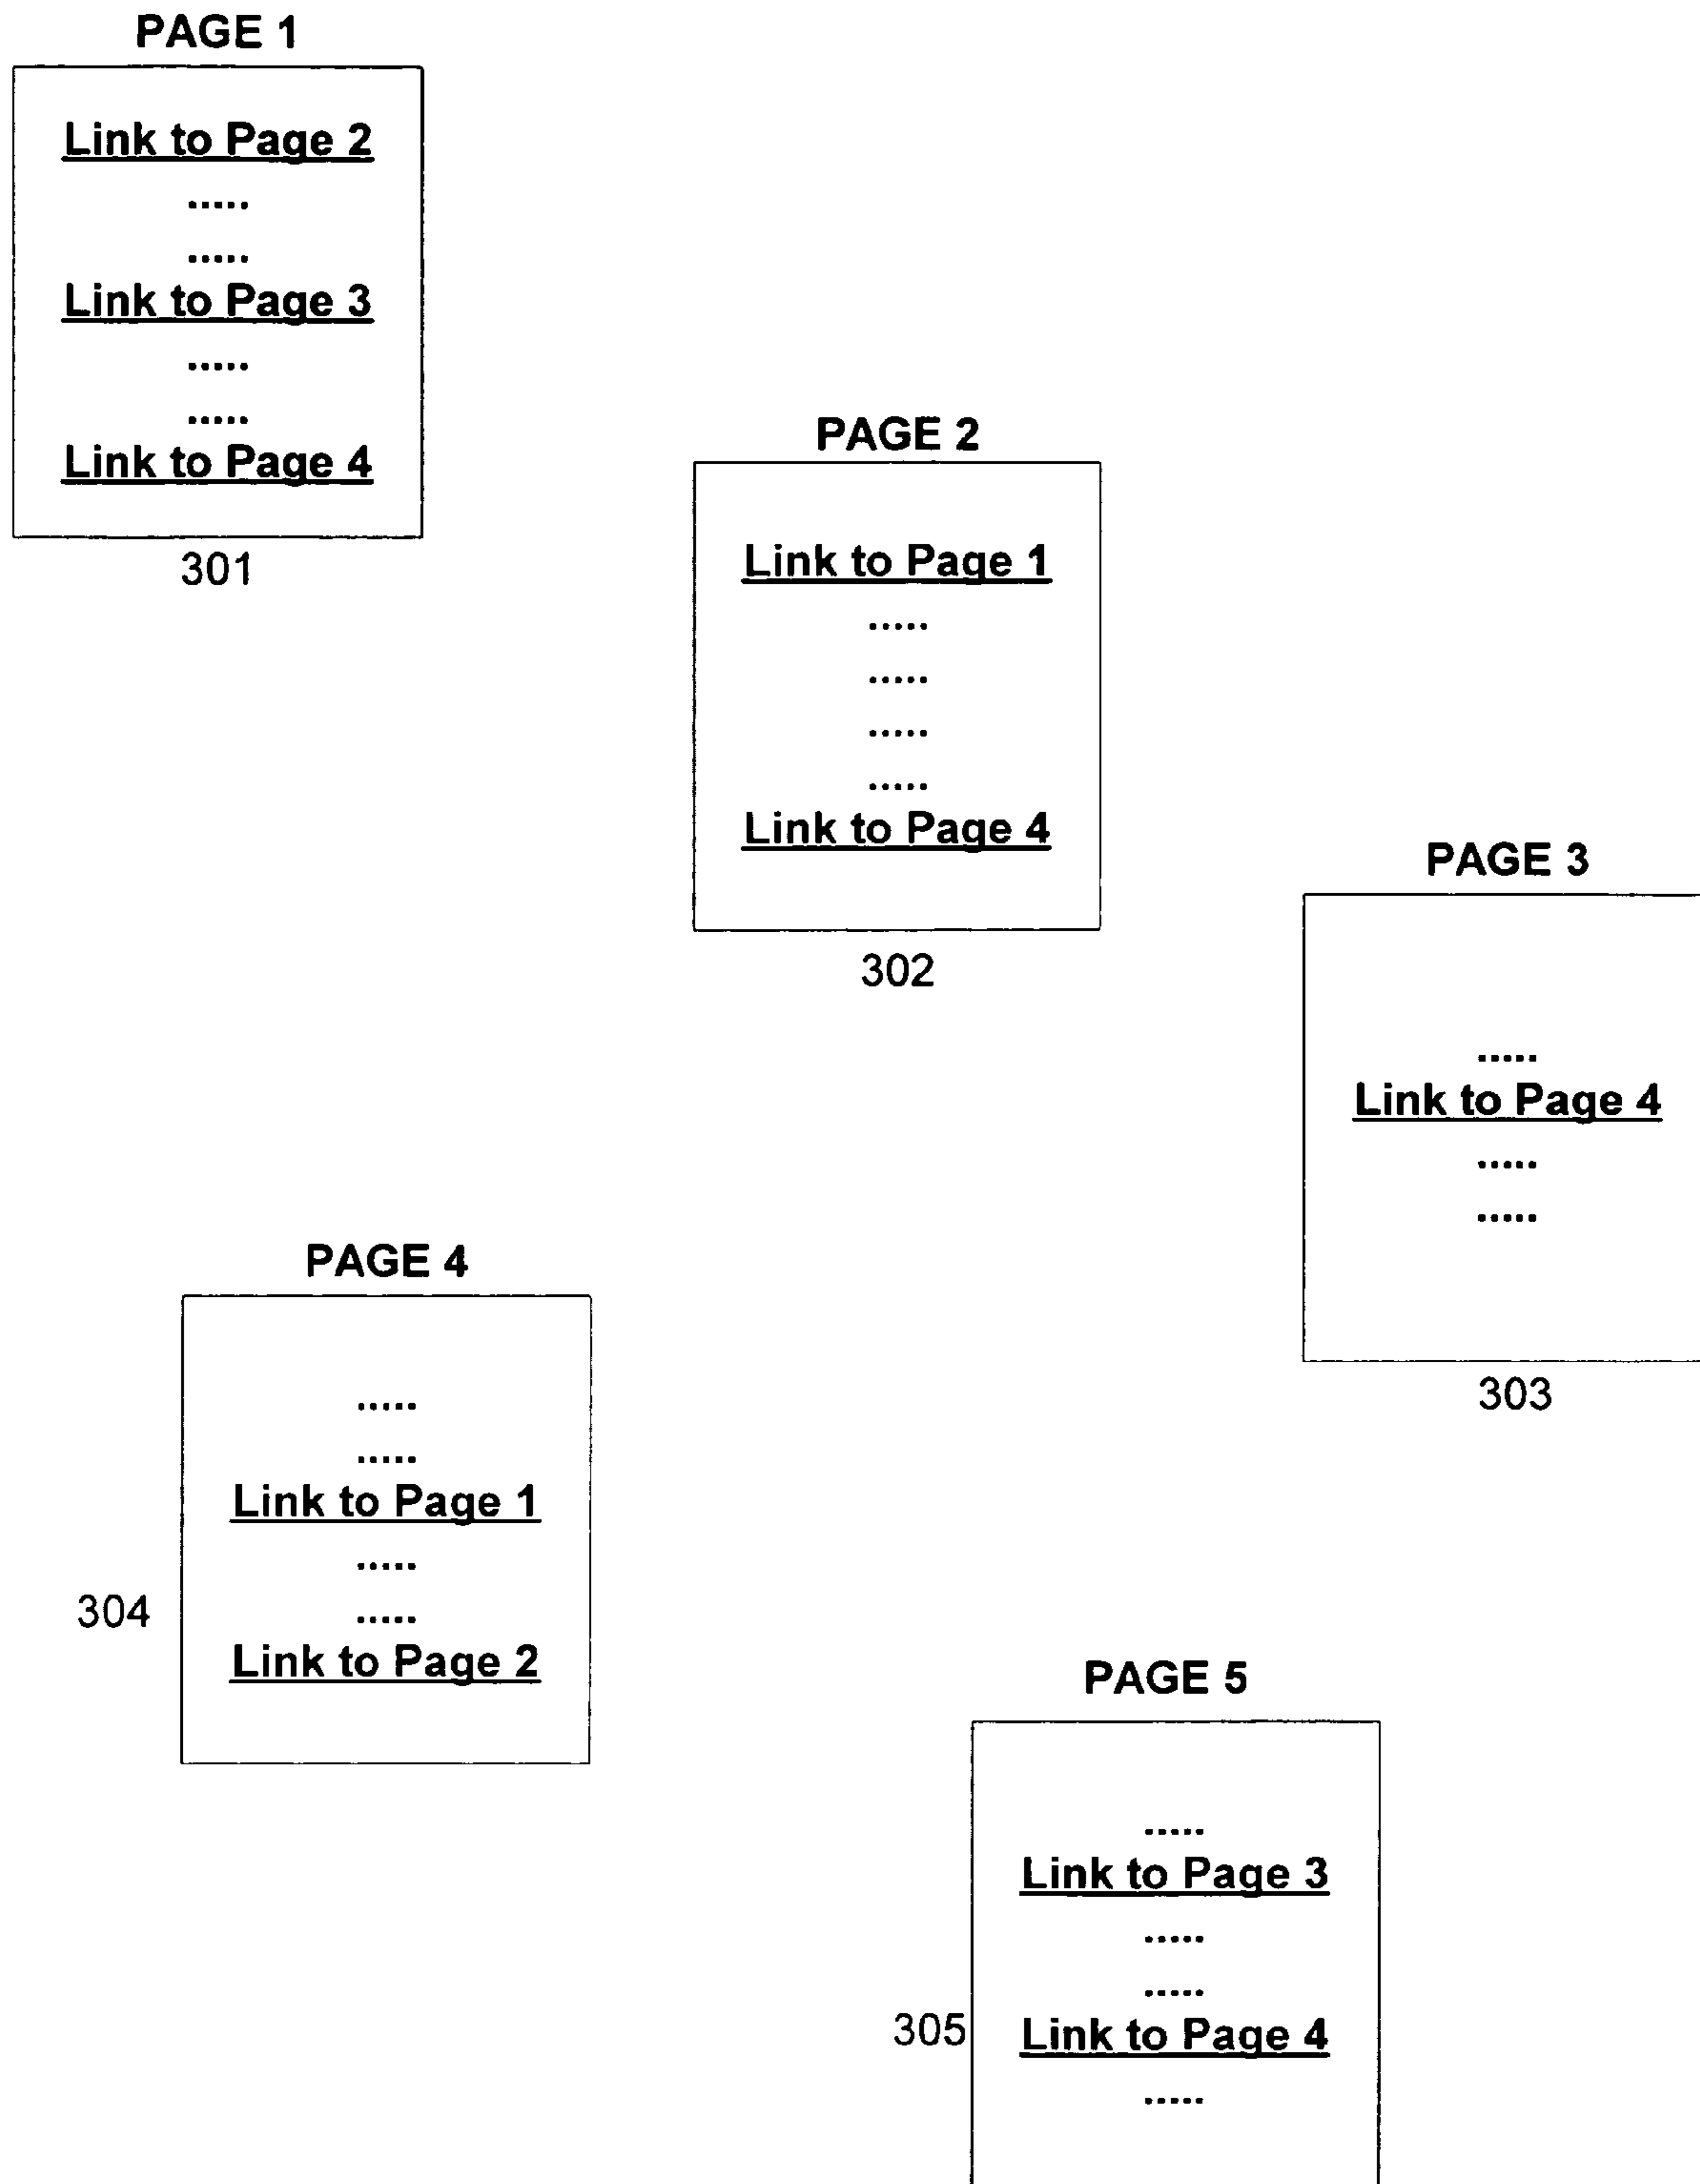 PAGE 1
Link to Page 2
.....
.....
Link to Page 3
.....
.....
Link to Page 4
301
PAGE 2
Link to Page 1
.....
.....
.....
.....
Link to Page 4
302
PAGE 3
.....
Link to Page 4
.....
.....
303
PAGE 4
.....
.....
Link to Page 1
.....
.....
Link to Page 2
304
PAGE 5
.....
Link to Page 3
.....
.....
Link to Page 4
.....
305